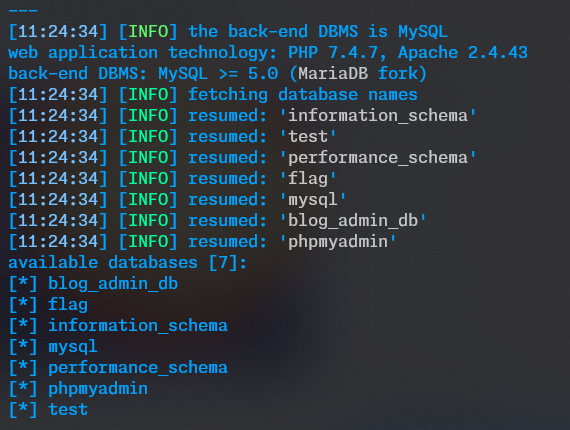 ---
[11:24:34] [INFO] the back-end DBMS is MySQL
web application technology: PHP 7.4.7, Apache 2.4.43
back-end DBMS: MySQL >= 5.0 (MariaDB fork)
[11:24:34] [INFO] fetching database names
[11:24:34] [INFO] resumed: 'information_schema'
[11:24:34] [INFO] resumed: 'test'
[11:24:34] [INFO] resumed: 'performance_schema'
[11:24:34] [INFO] resumed: 'flag'
[11:24:34] [INFO] resumed: 'mysql'
[11:24:34] [INFO] resumed: 'blog_admin_db'
[11:24:34] [INFO] resumed: 'phpmyadmin'
available databases [7]:
[*] blog_admin_db
[*] flag
[*] information_schema
[*] mysql
[*] performance_schema
[*] phpmyadmin
[*] test